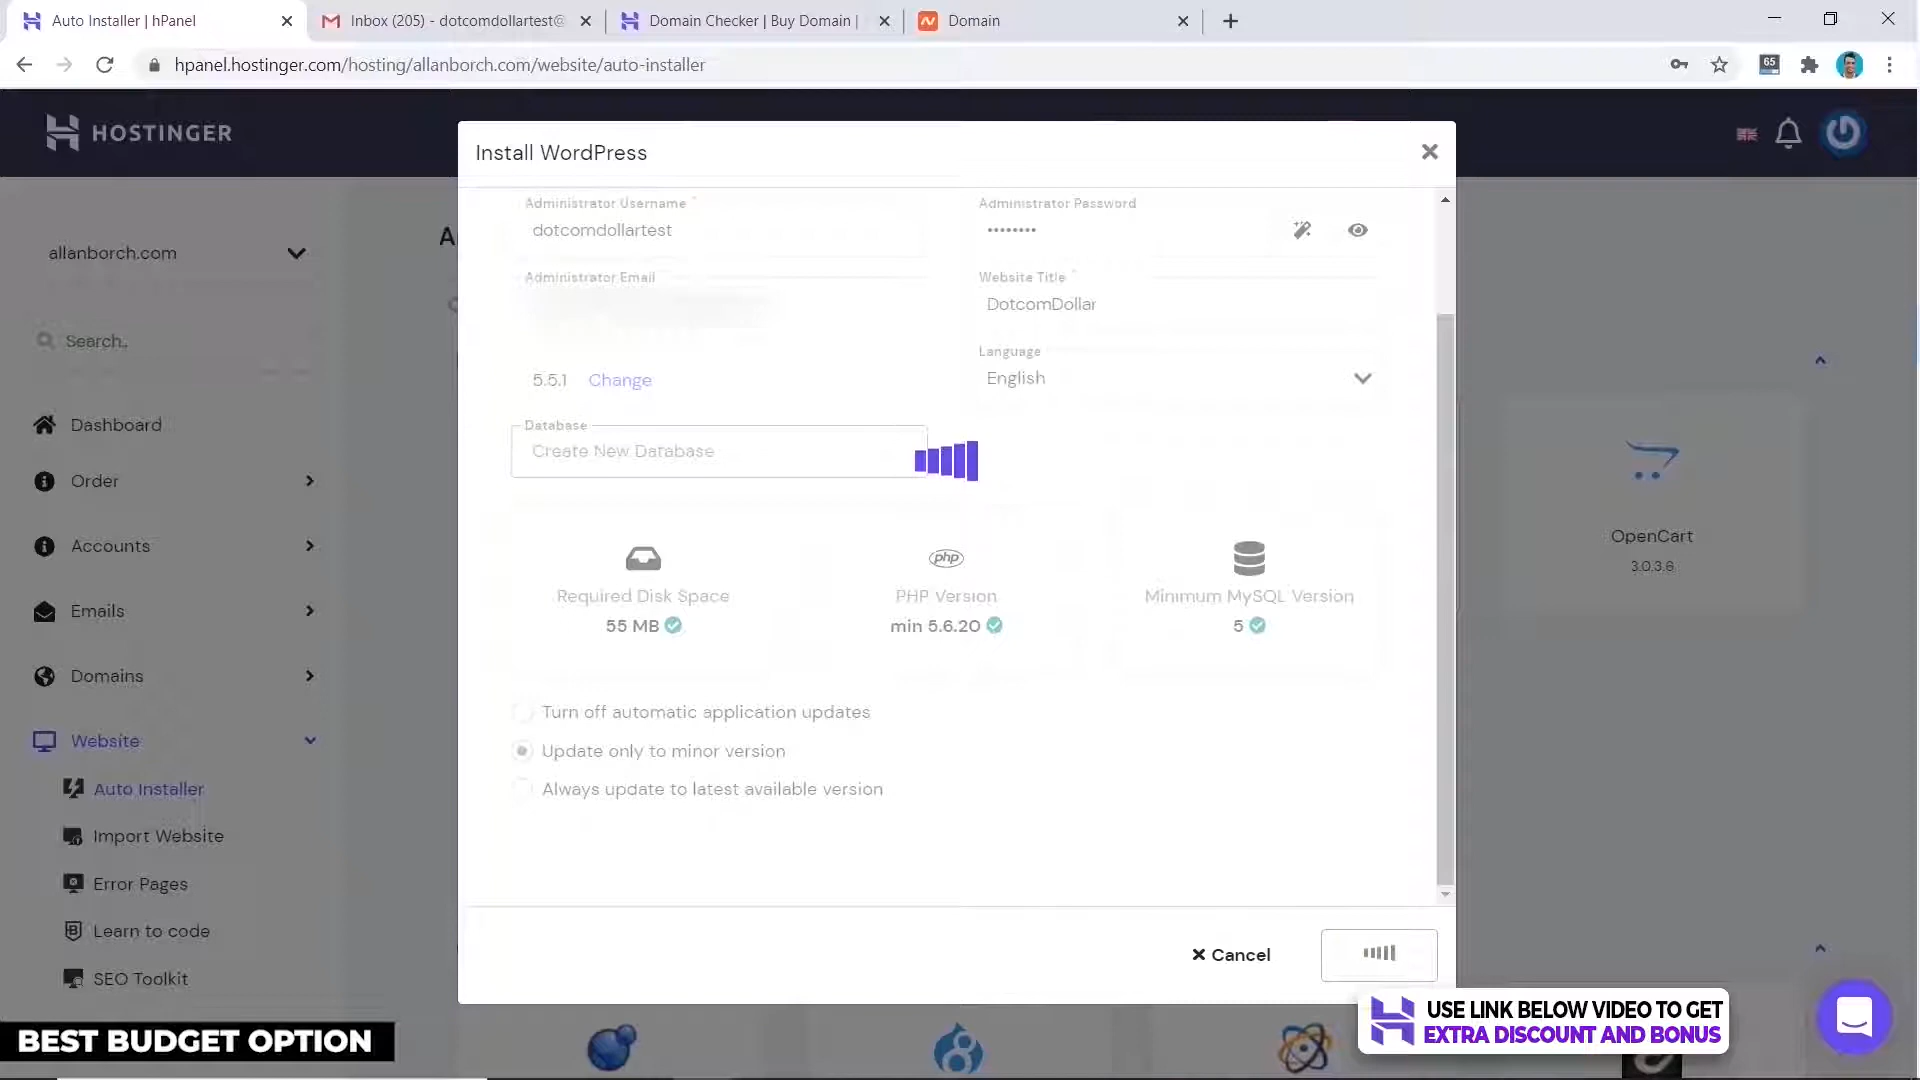 Auto Installer | hPanel
Inbox (205) - dotcomdollartest@
Domain Checker | Buy Domain |
Domain
hpanel.hostinger.com/hosting/allanborch.com/website/auto-installer
65
HOSTINGER
allanborch.com
Search..
Dashboard
Order
Accounts
Emails
Domains
Website
Auto Installer
Import Website
Error Pages
Learn to code
SEO Toolkit
Install WordPress
Administrator Username *
dotcomdollartest
Administrator Password
••••••••
Administrator Email
Website Title *
DotcomDollar
5.5.1 Change
Language
English
Database
Create New Database
Required Disk Space
55 MB
php
PHP Version
min 5.6.20
Minimum MySQL Version
5
Turn off automatic application updates
Update only to minor version
Always update to latest available version
Cancel
OpenCart
3.0.3.6
BEST BUDGET OPTION
USE LINK BELOW VIDEO TO GET
EXTRA DISCOUNT AND BONUS